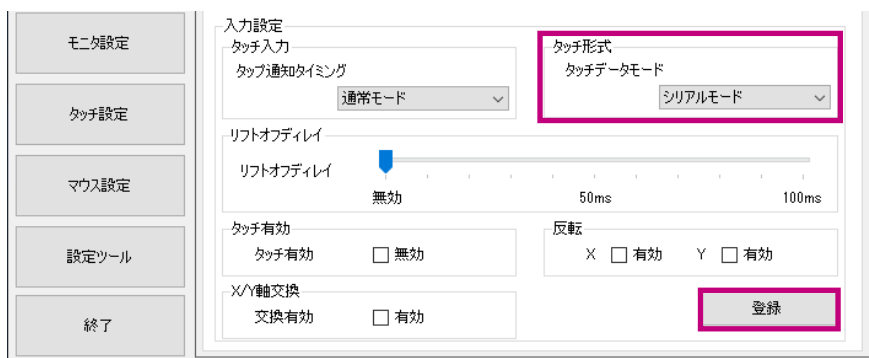 モニタ設定
タッチ設定
マウス設定
設定ツール
終了
入力設定
タッチ入力
タップ通知タイミング
通常モード
タッチ形式
タッチデータモード
シリアルモード
リフトオフディレイ
リフトオフディレイ
無効 50ms 100ms
タッチ有効
タッチ有効 無効
反転
X 有効 Y 有効
X/Y軸交換
交換有効 有効
登録